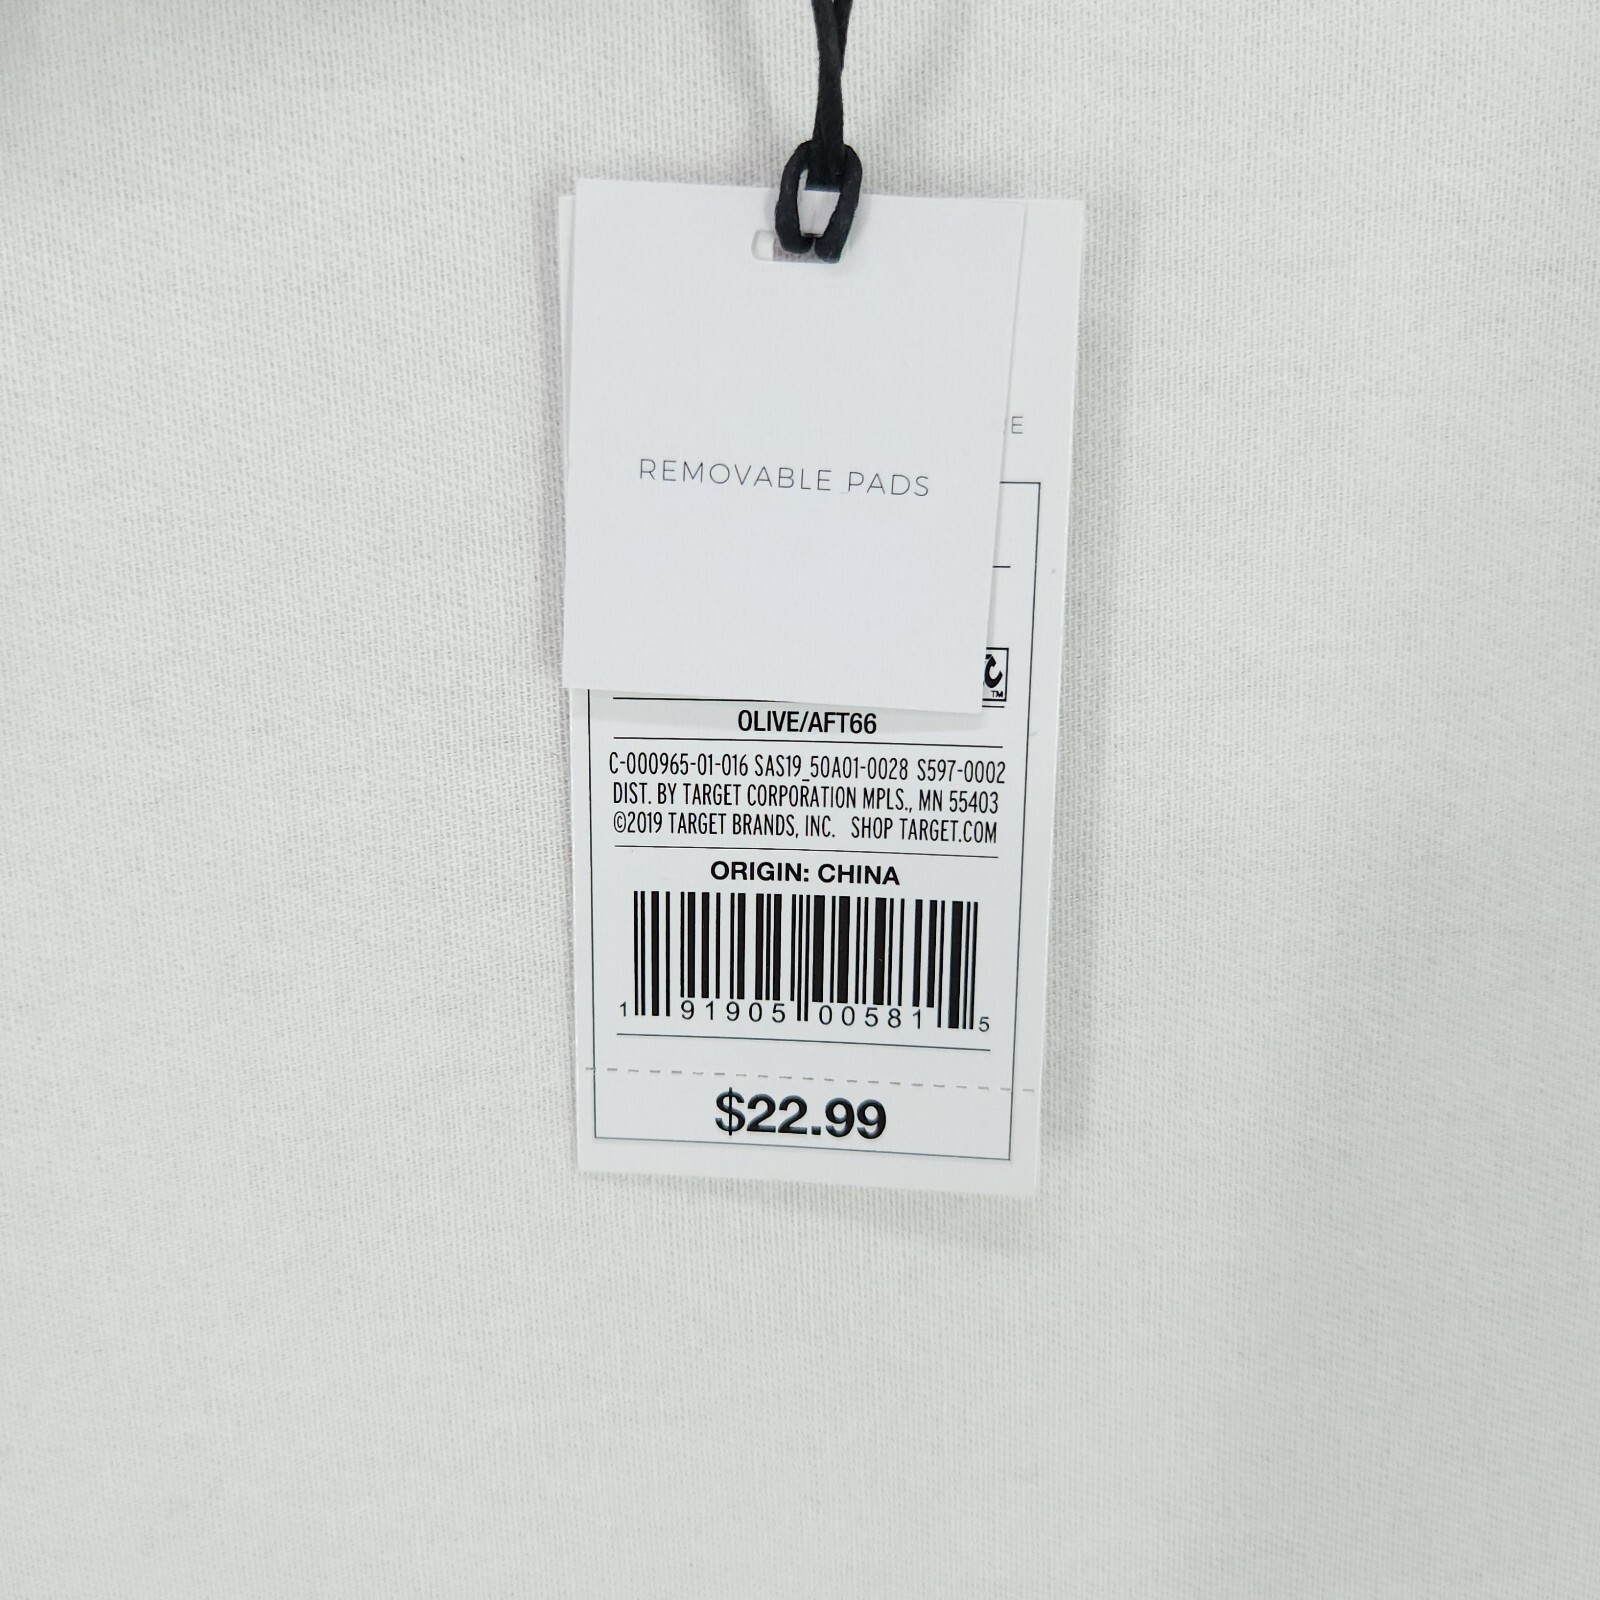 REMOVABLE PADS
E
TM
OLIVE/AFT66
C-000965-01-016 SAS19_50A01-0028 S597-0002
DIST. BY TARGET CORPORATION MPLS., MN 55403
©2019 TARGET BRANDS, INC. SHOP TARGET.COM
ORIGIN: CHINA
1 91905 00581 5
$22.99